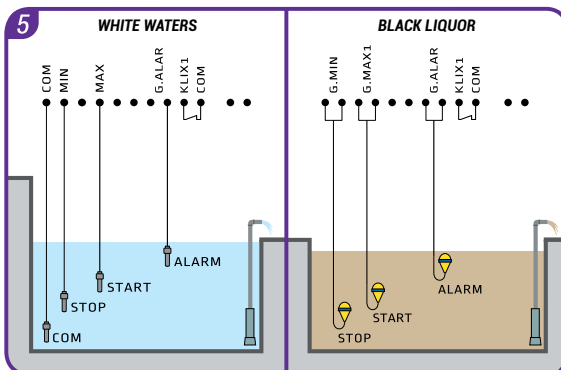 5
WHITE WATERS
COM
MIN
MAX
G.ALAR
KLIX1
COM
ALARM
START
STOP
COM
BLACK LIQUOR
G.MIN
G.MAX1
G.ALAR
KLIX1
COM
ALARM
START
STOP